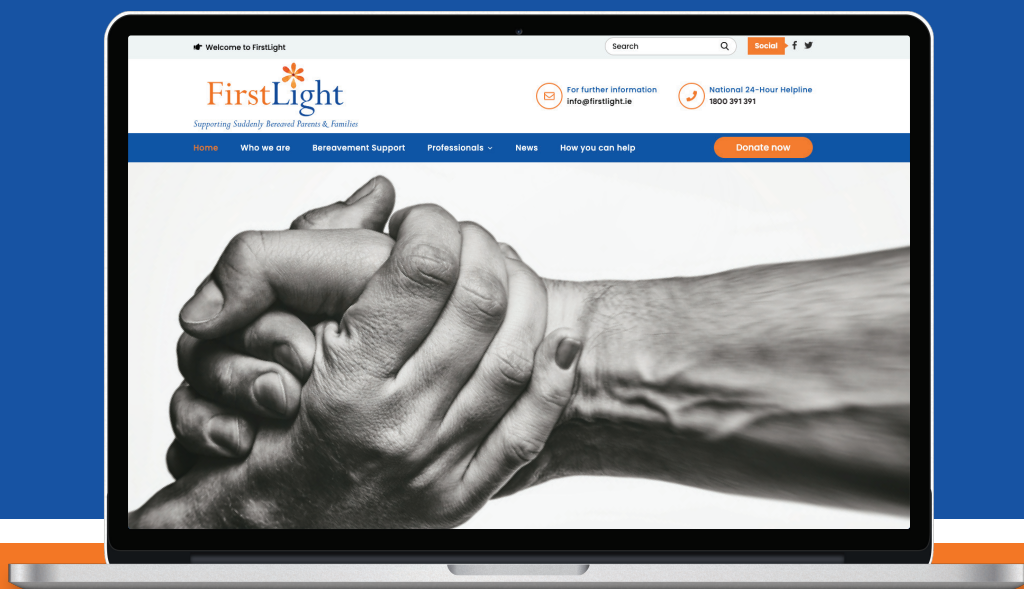 Welcome to FirstLight
Search
Social
FirstLight
Supporting Suddenly Bereaved Parents & Families
For further information
info@firstlight.ie
National 24-Hour Helpline
1800 391 391
Home
Who we are
Bereavement Support
Professionals
News
How you can help
Donate now